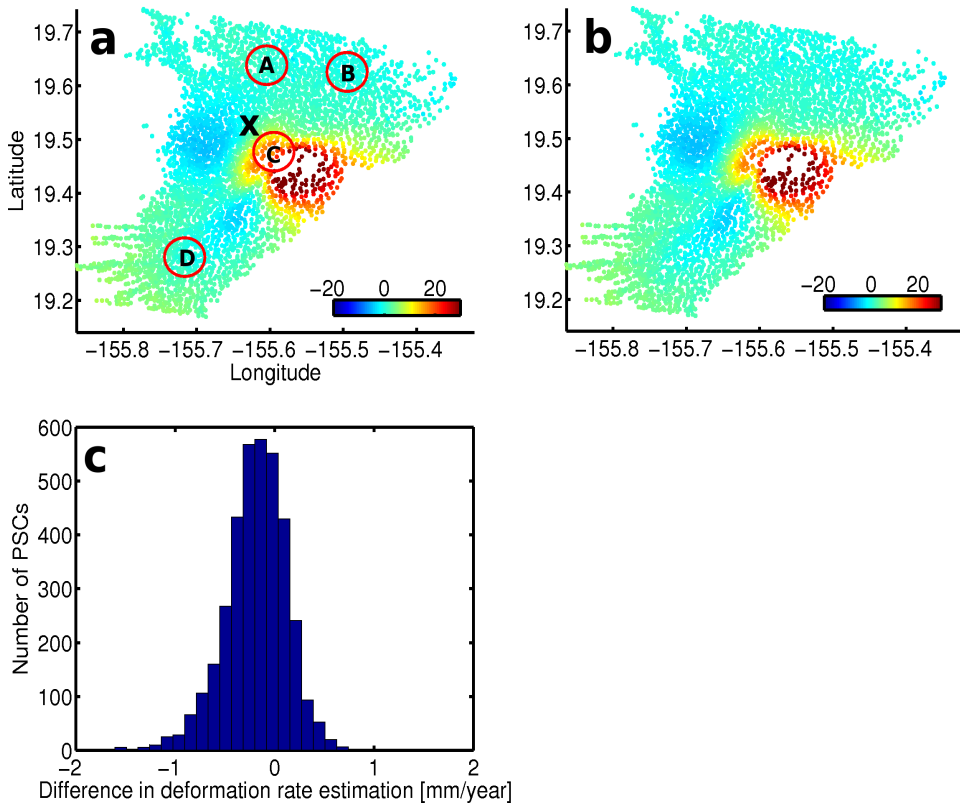 a
19.7
19.6
19.5
19.4
19.3
19.2
Latitude
A
B
X
C
D
−20 0 20
−155.8 −155.7 −155.6 −155.5 −155.4
Longitude
b
19.7
19.6
19.5
19.4
19.3
19.2
−20 0 20
−155.8 −155.7 −155.6 −155.5 −155.4
c
600
500
400
300
200
100
0
Number of PSCs
−2 −1 0 1 2
Difference in deformation rate estimation [mm/year]